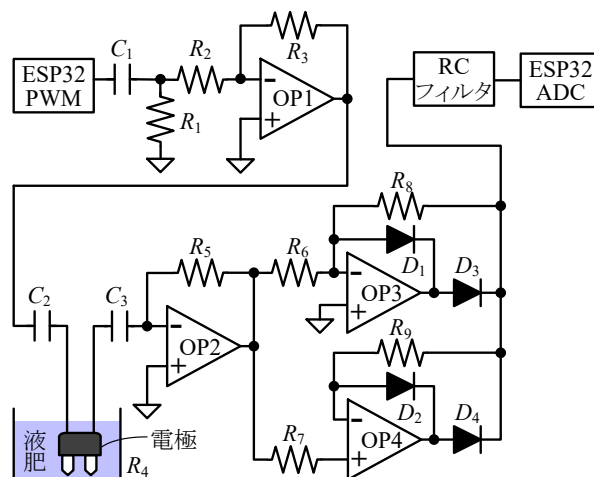 ESP32
PWM
C1
R2
R3
R1
OP1
RC
フィルタ
ESP32
ADC
C2
C3
R5
OP2
R6
R8
D1
D3
OP3
R9
D2
D4
R7
OP4
液
肥
電極
R4